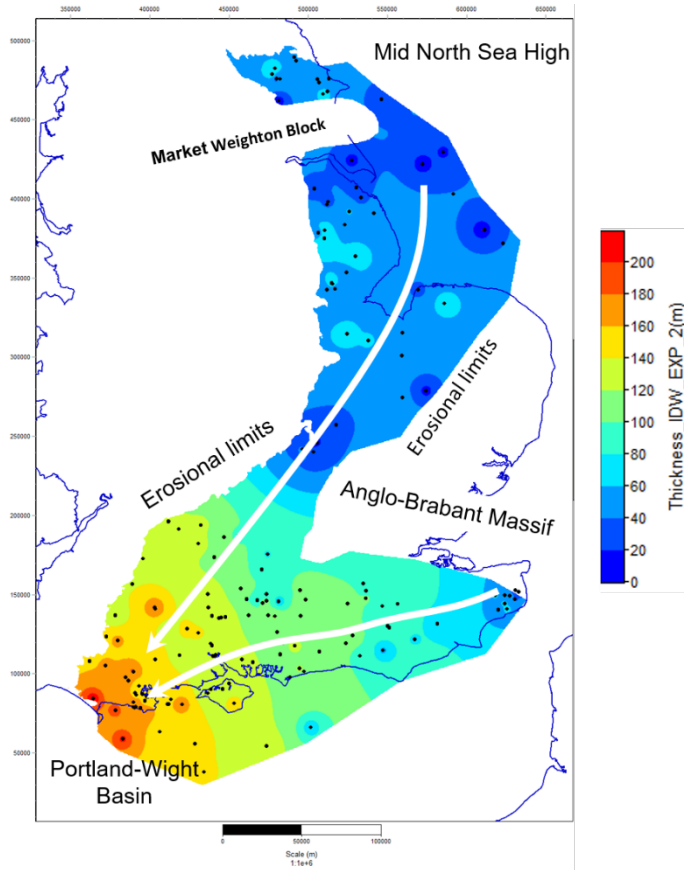 400000 450000 500000 550000 600000 650000
500000
Mid North Sea High
450000
Market Weighton Block
400000
350000
300000
Erosional limits
250000
Erosional limits
200000
Anglo-Brabant Massif
150000
100000
50000
Portland-Wight
Basin
0 50000 100000
Scale (m)
1:1e+6
Thickness_IDW_EXP_2(m)
200
180
160
140
120
100
80
60
40
20
0